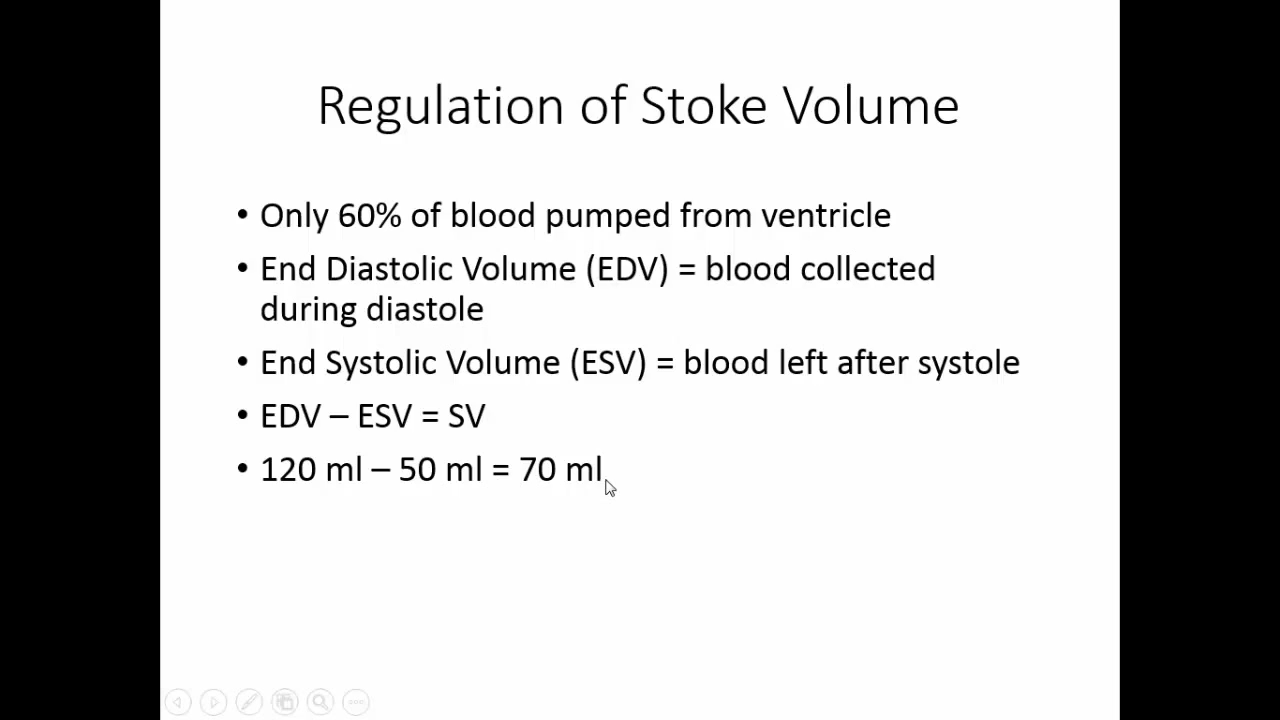 Regulation of Stoke Volume
• Only 60% of blood pumped from ventricle
• End Diastolic Volume (EDV) = blood collected
during diastole
• End Systolic Volume (ESV) = blood left after systole
• EDV – ESV = SV
• 120 ml – 50 ml = 70 ml